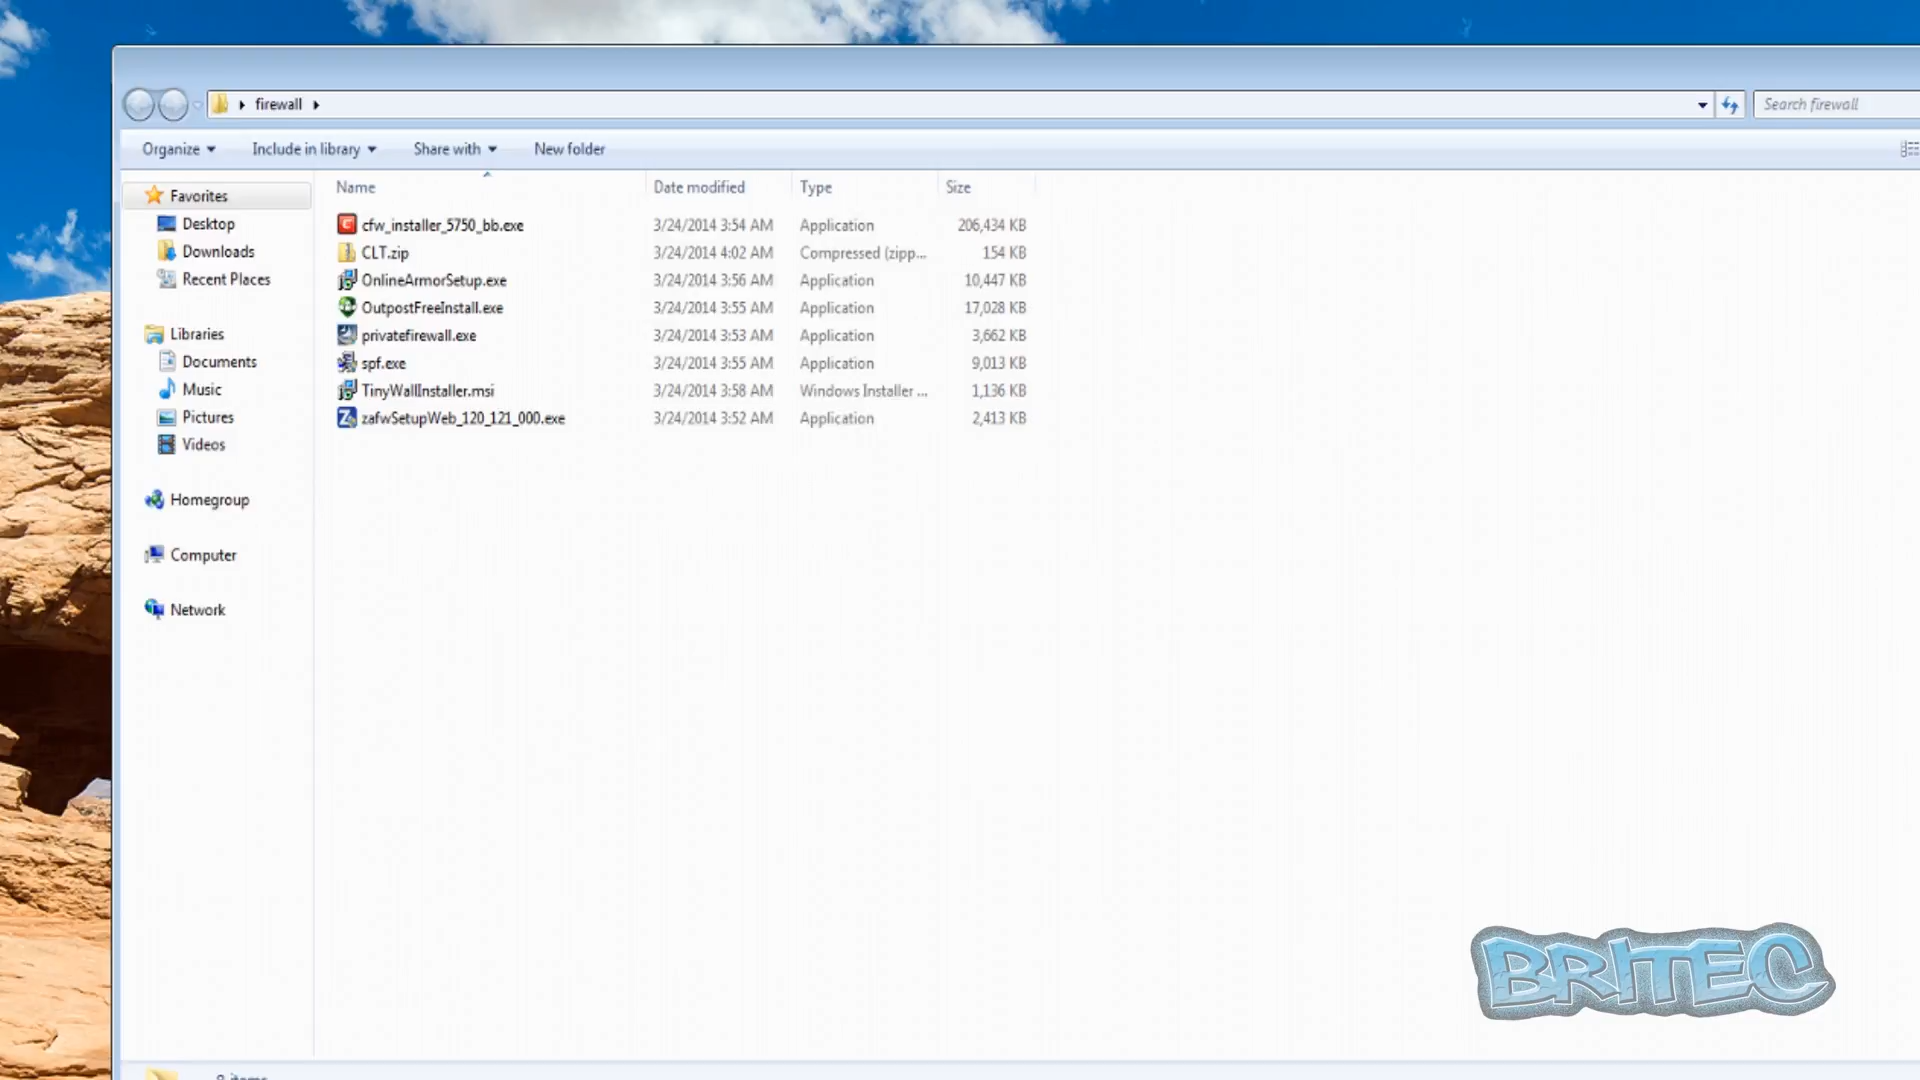 firewall
Search firewall
Organize
Include in library
Share with
New folder
Name
Date modified
Type
Size
Favorites
Desktop
Downloads
Recent Places
Libraries
Documents
Music
Pictures
Videos
Homegroup
Computer
Network
cfw_installer_5750_bb.exe 3/24/2014 3:54 AM Application 206,434 KB
CLT.zip 3/24/2014 4:02 AM Compressed (zipp... 154 KB
OnlineArmorSetup.exe 3/24/2014 3:56 AM Application 10,447 KB
OutpostFreeInstall.exe 3/24/2014 3:55 AM Application 17,028 KB
privatefirewall.exe 3/24/2014 3:53 AM Application 3,662 KB
spf.exe 3/24/2014 3:55 AM Application 9,013 KB
TinyWallInstaller.msi 3/24/2014 3:58 AM Windows Installer ... 1,136 KB
zafwSetupWeb_120_121_000.exe 3/24/2014 3:52 AM Application 2,413 KB
BRITEC
8 items